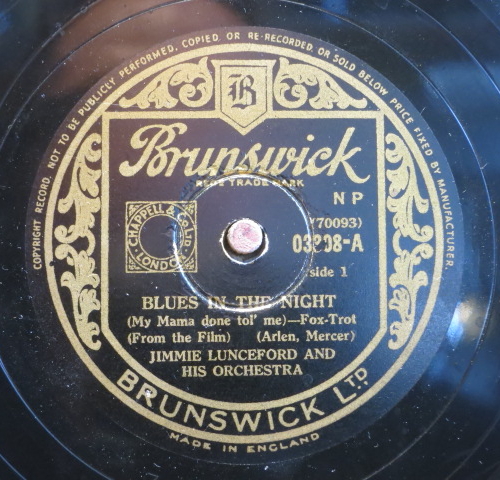 COPYRIGHT RECORD. NOT TO BE PUBLICLY PERFORMED, COPIED OR RE-RECORDED, OR SOLD BELOW PRICE FIXED BY MANUFACTURER.
B
Brunswick
REGD TRADE MARK
NP
(70093)
-A
side 1
CHAPPELL & CO LTD
LONDON
BLUES IN THE NIGHT
(My Mama done tol' me)—Fox-Trot
(From the Film) (Arlen, Mercer)
JIMMIE LUNCEFORD AND
HIS ORCHESTRA
BRUNSWICK LTD.
MADE IN ENGLAND